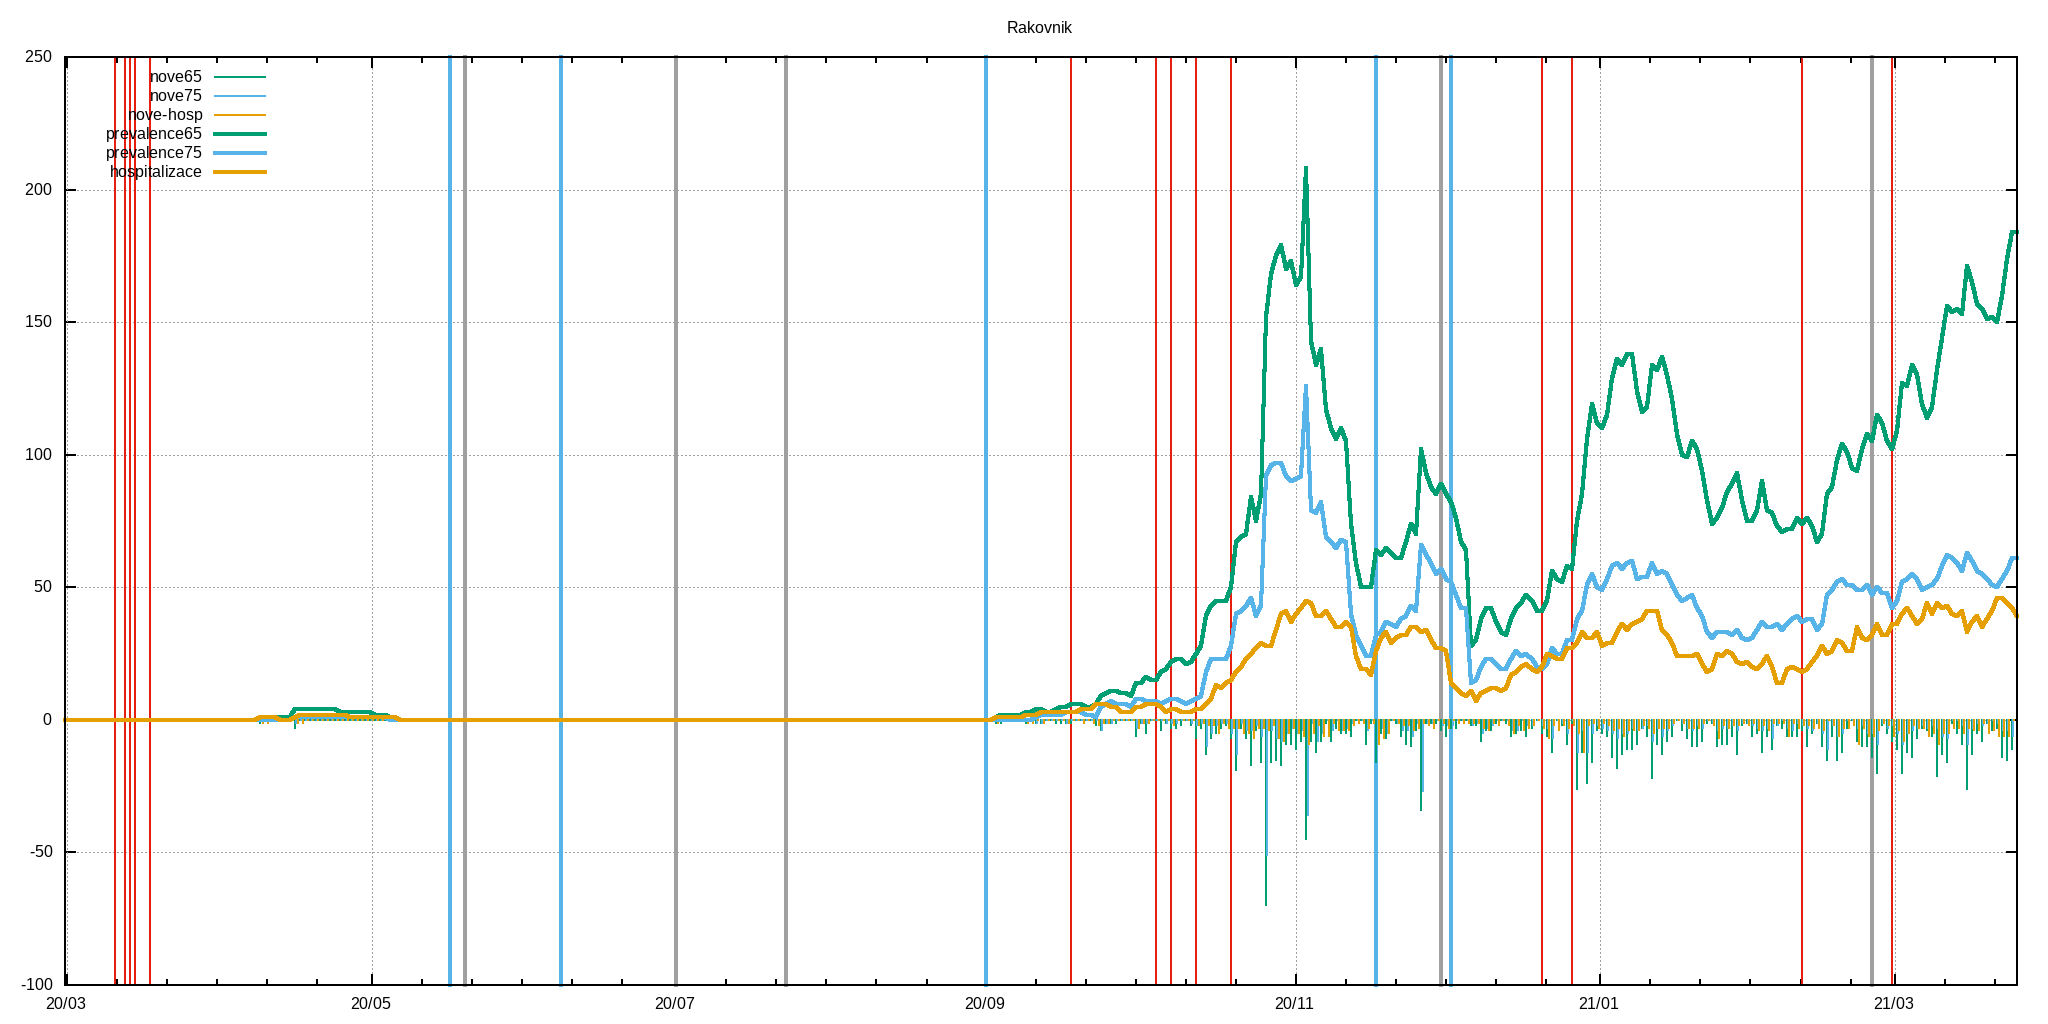 Rakovnik
250
200
150
100
50
0
-50
-100
nove65
nove75
nove-hosp
prevalence65
prevalence75
hospitalizace
20/03 20/05 20/07 20/09 20/11 21/01 21/03